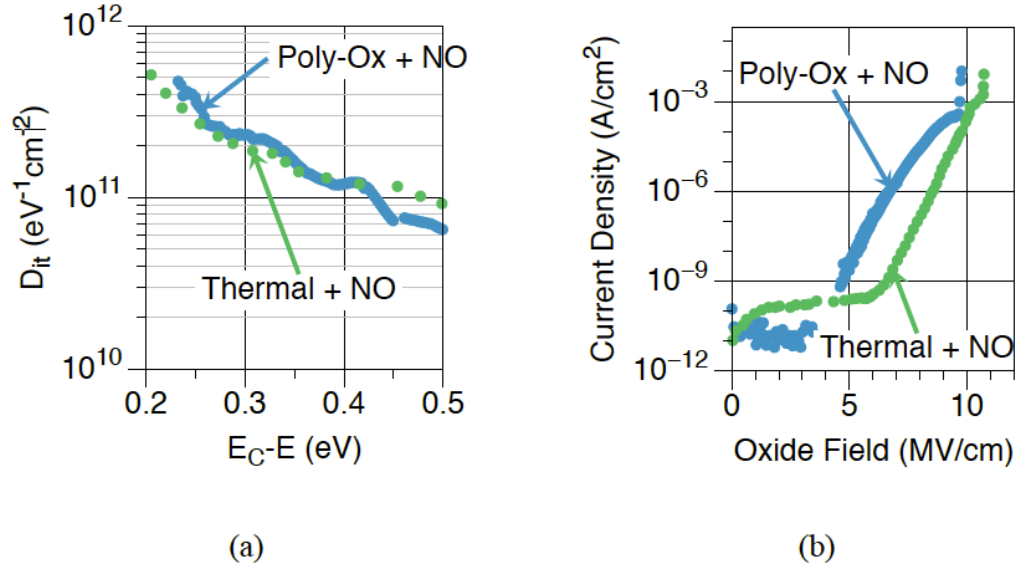 10^12
10^11
10^10
D_it (eV^-1cm^-2)
Poly-Ox + NO
Thermal + NO
0.2 0.3 0.4 0.5
E_C-E (eV)
(a)
10^-3
10^-6
10^-9
10^-12
Current Density (A/cm^2)
Poly-Ox + NO
Thermal + NO
0 5 10
Oxide Field (MV/cm)
(b)